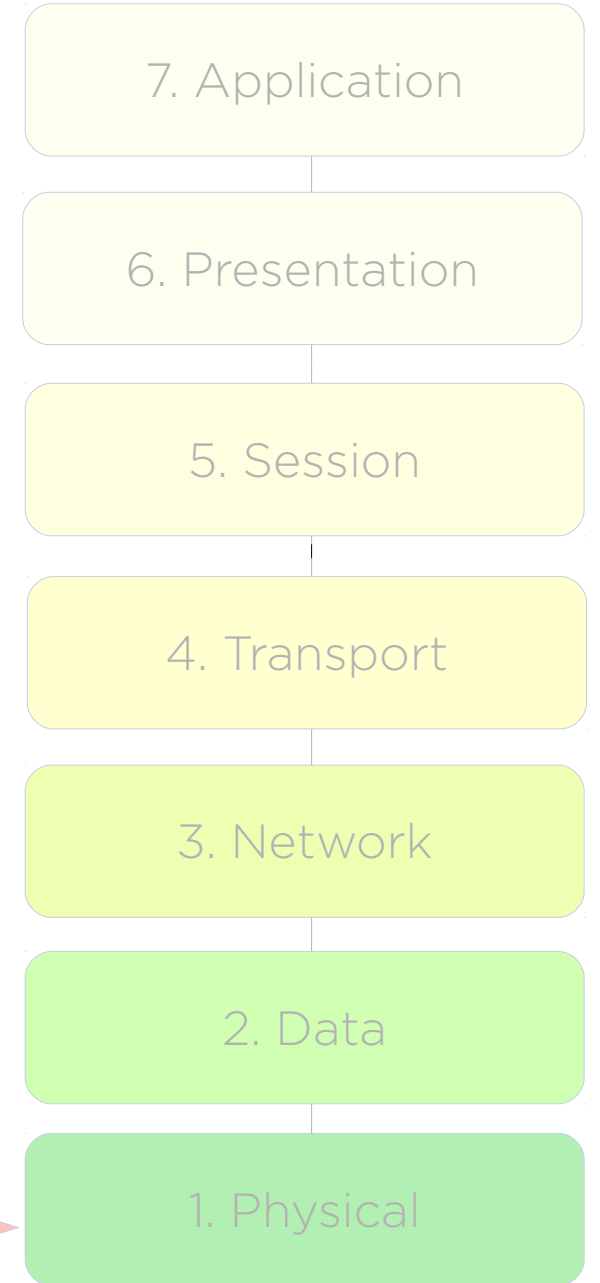 7. Application
6. Presentation
5. Session
4. Transport
3. Network
2. Data
1. Physical